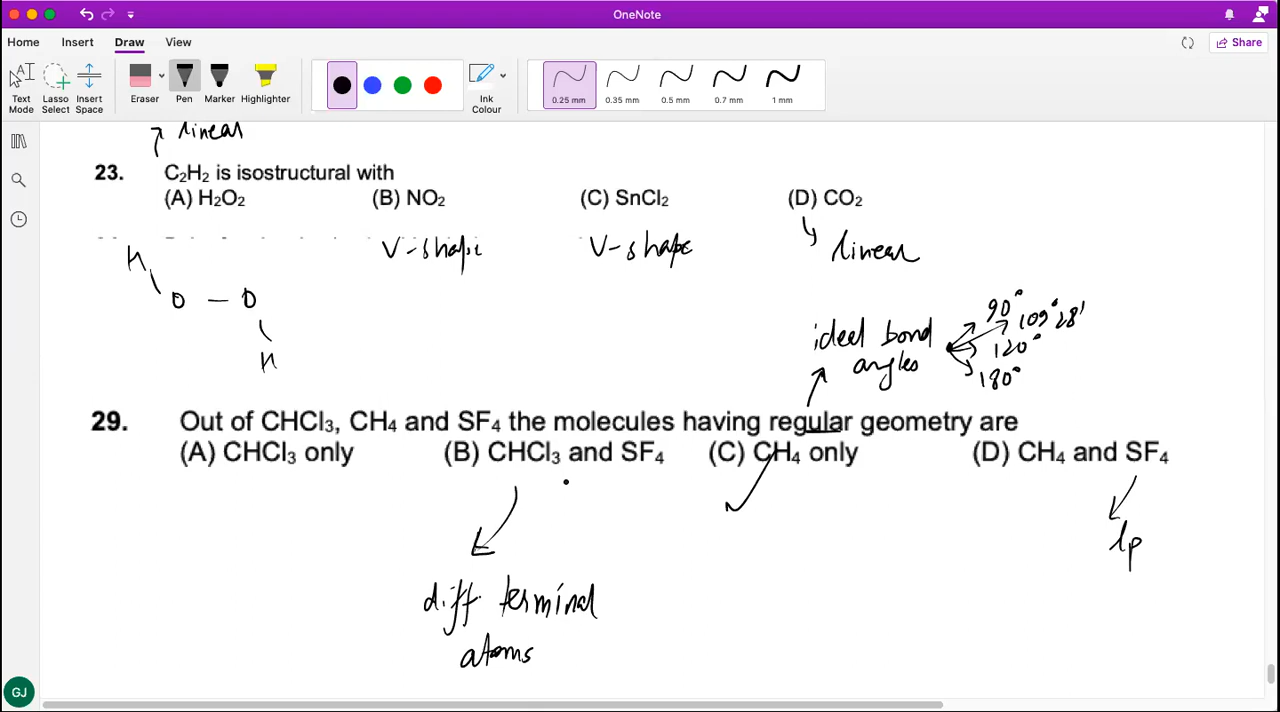 OneNote
Home Insert Draw View
Share
Text Mode
Lasso Select
Insert Space
Eraser
Pen
Marker
Highlighter
Ink Colour
0.25 mm
0.35 mm
0.5 mm
0.7 mm
1 mm
linear
23. C2H2 is isostructural with
(A) H2O2 (B) NO2 (C) SnCl2 (D) CO2
V-shape V-shape linear
H
O — O
H
ideal bond angles
90°
109°28'
120°
180°
29. Out of CHCl3, CH4 and SF4 the molecules having regular geometry are
(A) CHCl3 only (B) CHCl3 and SF4 (C) CH4 only (D) CH4 and SF4
lp
diff. terminal
atoms
GJ